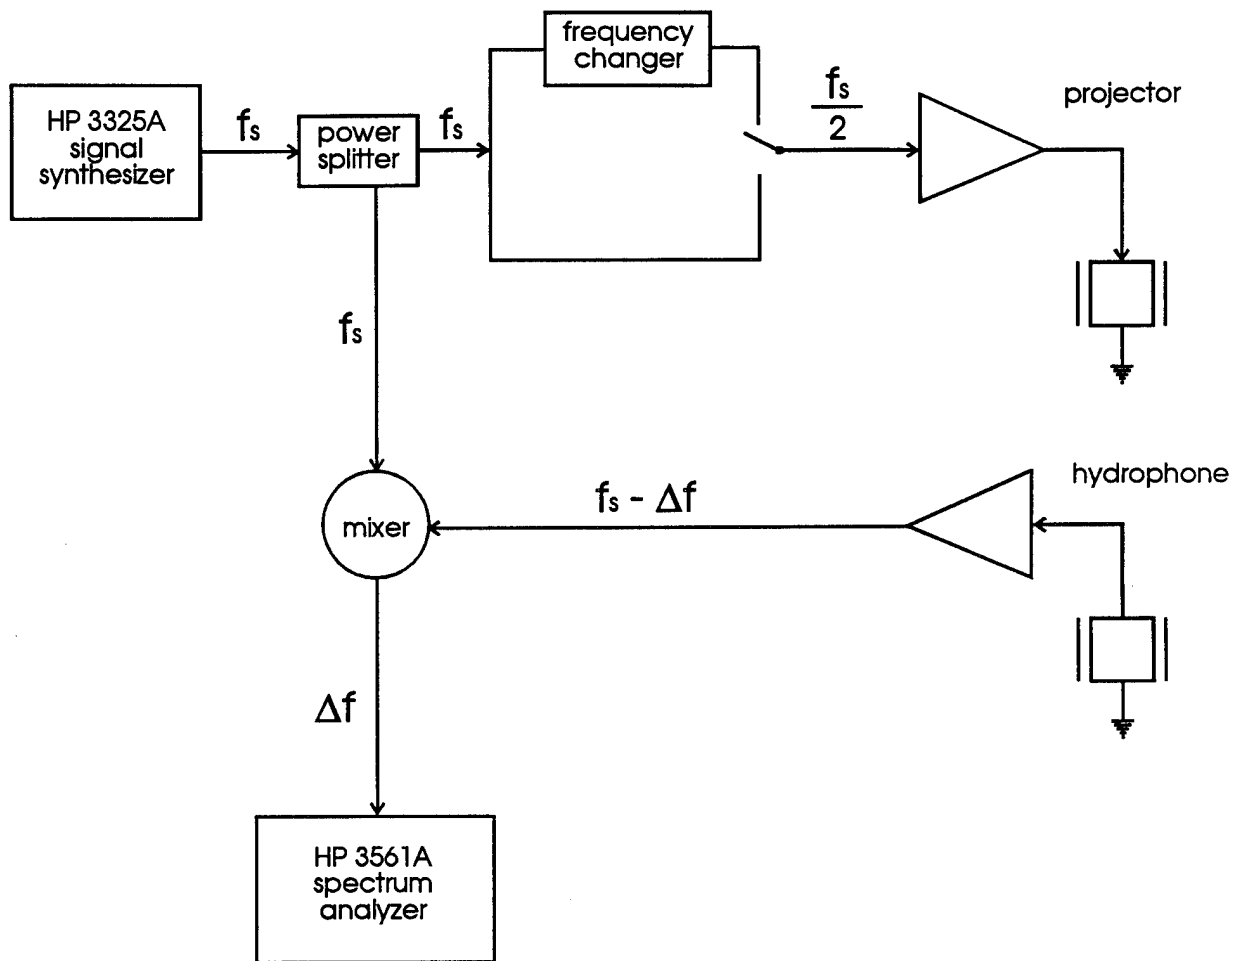 frequency
changer
HP 3325A
signal
synthesizer
fs
power
splitter
fs
fs
2
projector
fs
hydrophone
fs - Δf
mixer
Δf
HP 3561A
spectrum
analyzer